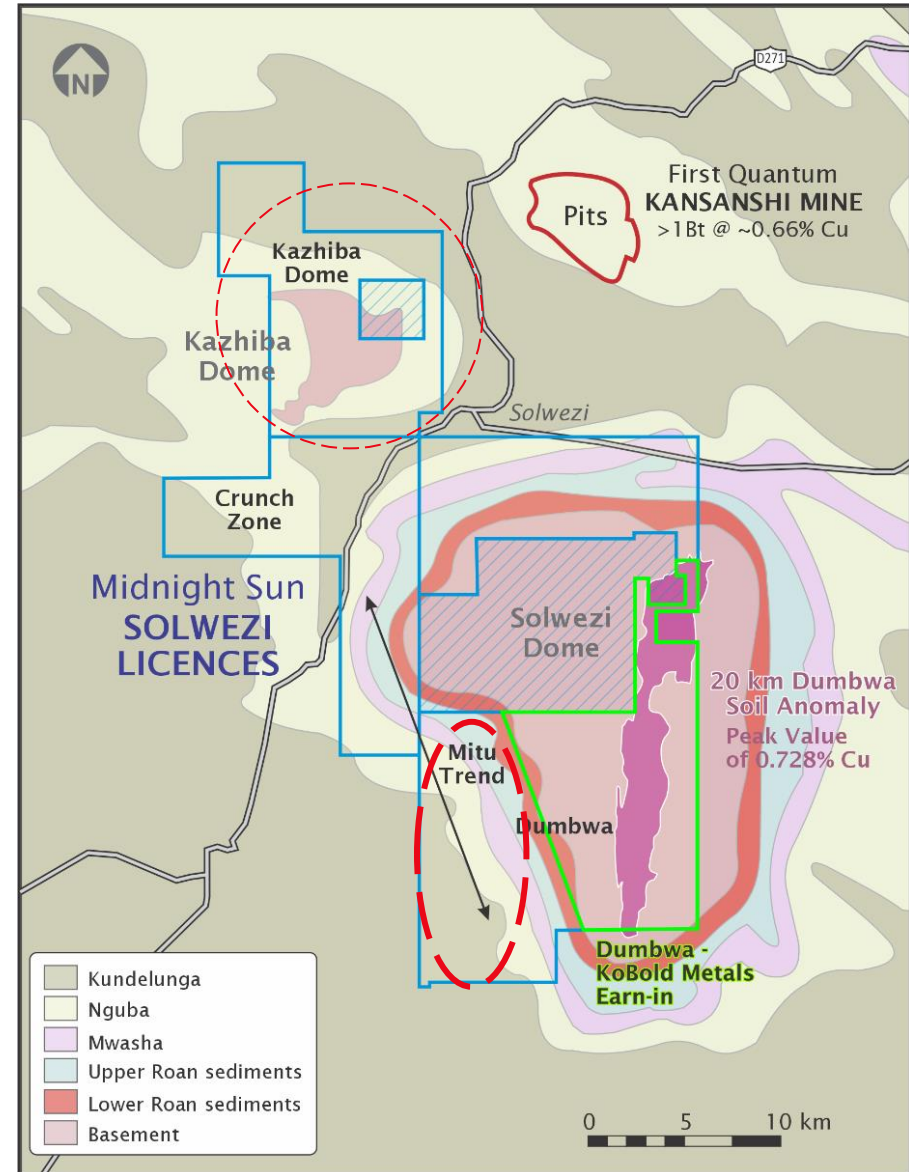 N
D271
First Quantum
KANSANSHI MINE
>1Bt @ ~0.66% Cu
Pits
Kazhiba
Dome
Kazhiba
Dome
Solwezi
Crunch
Zone
Midnight Sun
SOLWEZI
LICENCES
Solwezi
Dome
20 km Dumbwa
Soil Anomaly
Peak Value
of 0.728% Cu
Mitu
Trend
Dumbwa
Dumbwa -
KoBold Metals
Earn-in
Kundelunga
Nguba
Mwasha
Upper Roan sediments
Lower Roan sediments
Basement
0 5 10 km